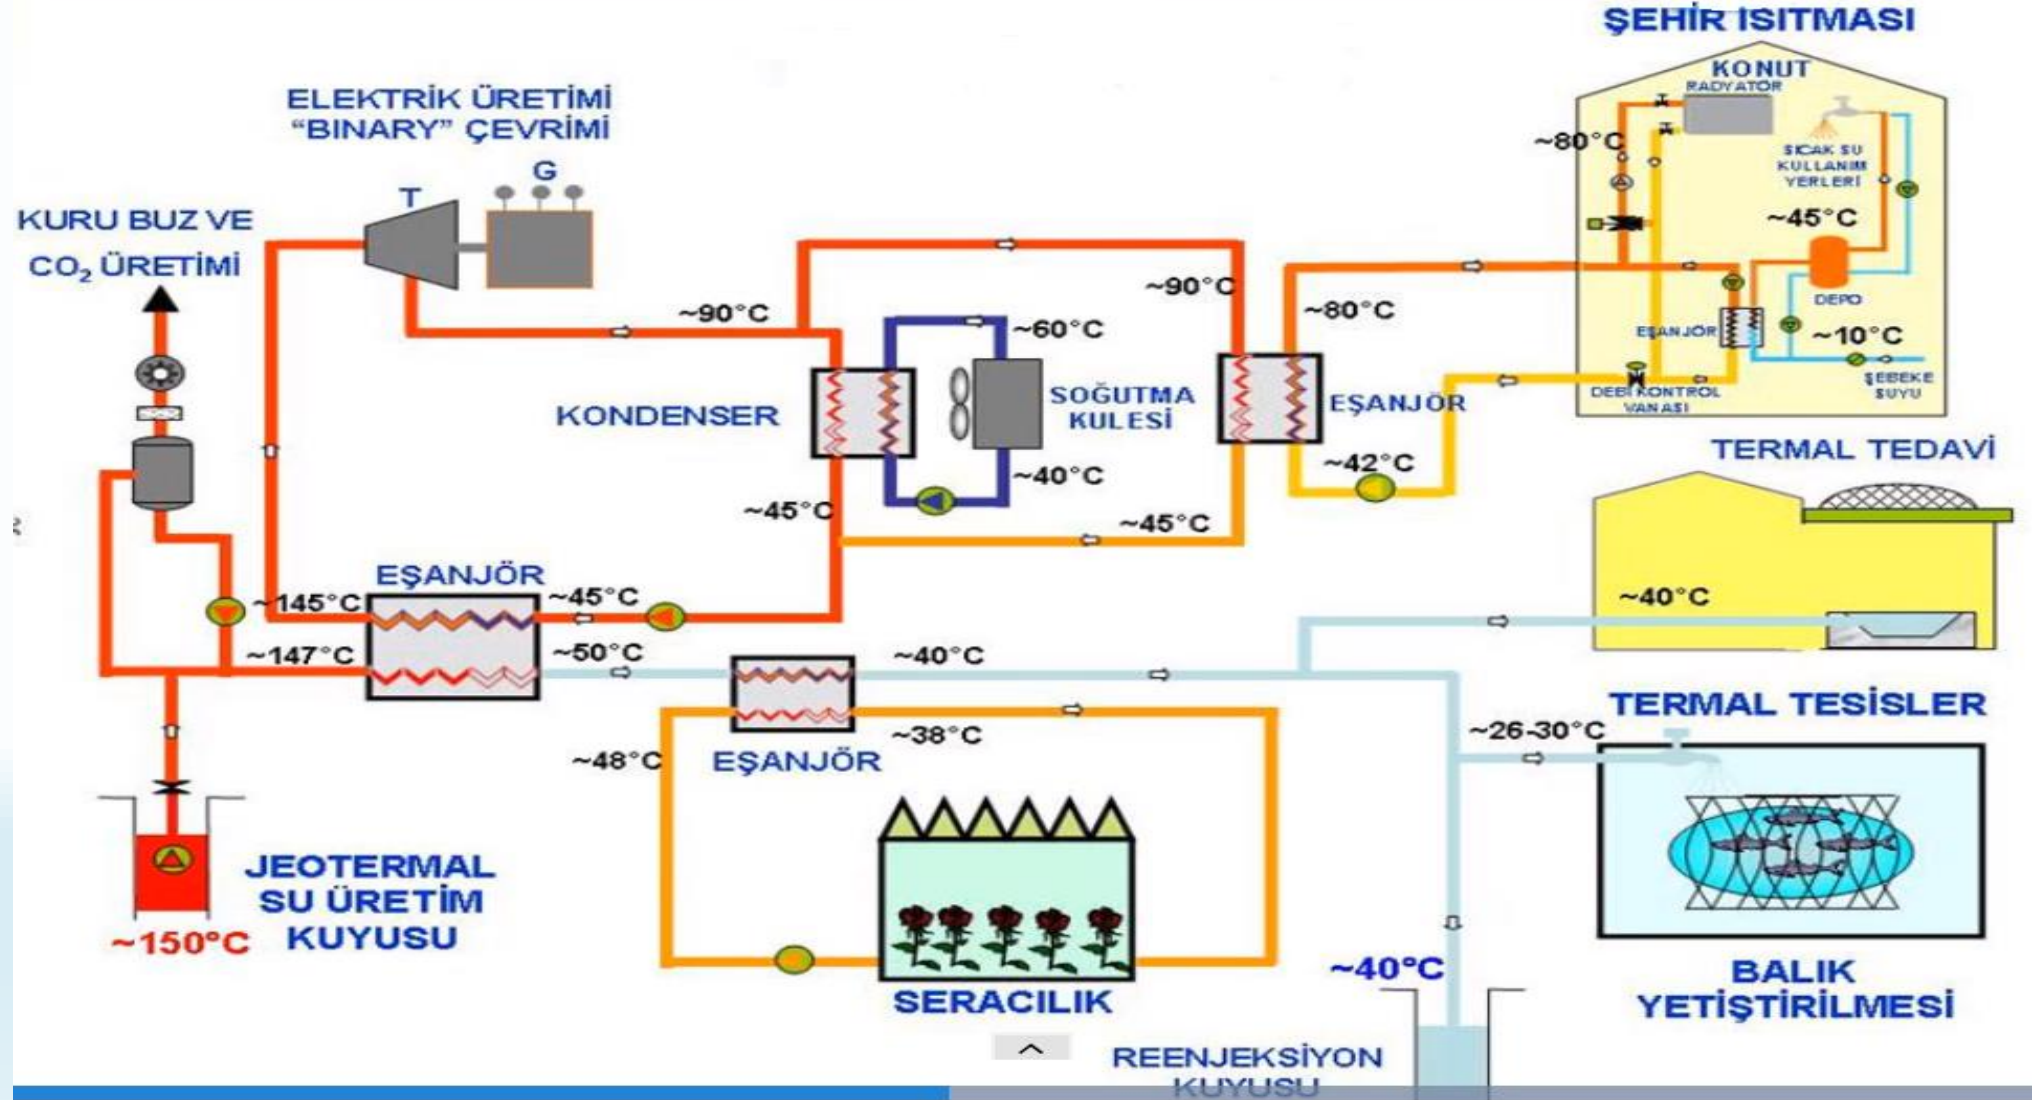 ŞEHİR ISITMASI
KONUT
RADYATÖR
~80°C
SICAK SU
KULLANIM
YERLERİ
~45°C
DEPO
EŞANJÖR
~10°C
ŞEBEKE
SUYU
DEBİ KONTROL
VANASI
ELEKTRİK ÜRETİMİ
“BINARY” ÇEVRİMİ
T
G
KURU BUZ VE
CO₂ ÜRETİMİ
~90°C
~90°C
~80°C
~60°C
KONDENSER
SOĞUTMA
KULESİ
EŞANJÖR
~42°C
~40°C
~45°C
~45°C
TERMAL TEDAVİ
~40°C
EŞANJÖR
~145°C
~45°C
~147°C
~50°C
~40°C
~38°C
~48°C
EŞANJÖR
TERMAL TESİSLER
~26-30°C
JEOTERMAL
SU ÜRETİM
KUYUSU
~150°C
SERACILIK
~40°C
BALIK
YETİŞTİRİLMESİ
REENJEKSİYON
KUYUSU